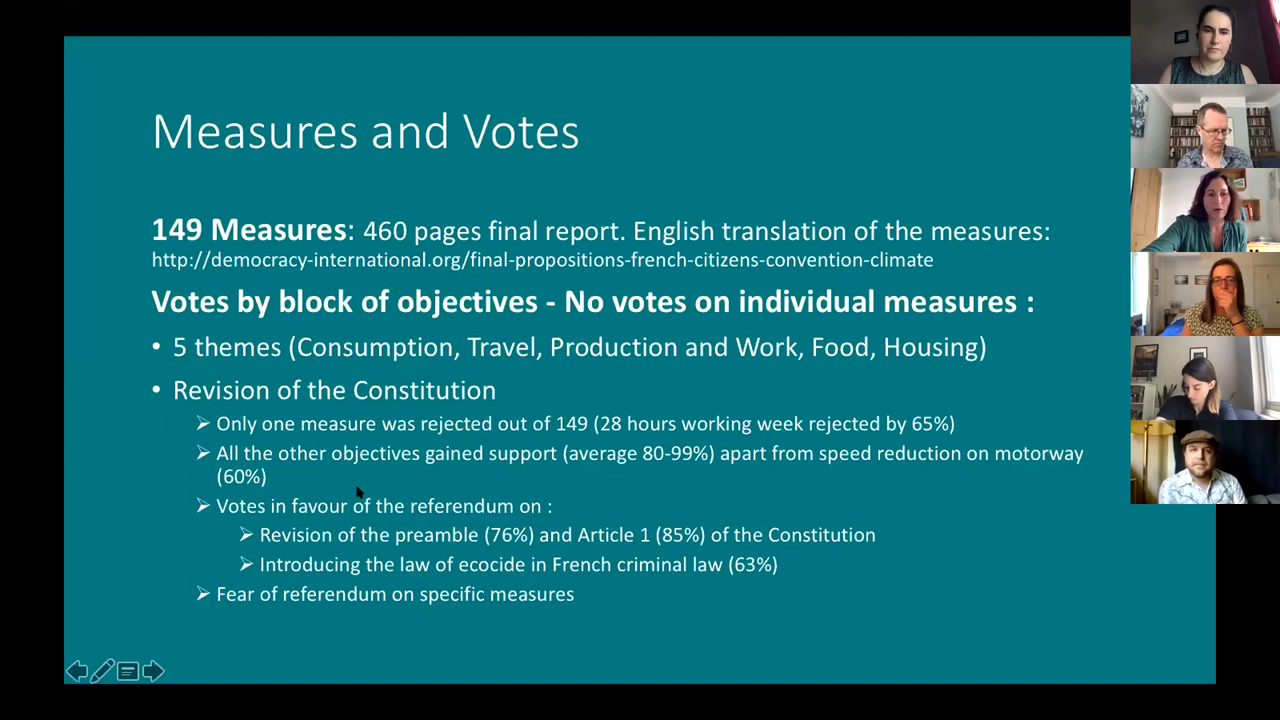 Measures and Votes
149 Measures: 460 pages final report. English translation of the measures:
http://democracy-international.org/final-propositions-french-citizens-convention-climate
Votes by block of objectives - No votes on individual measures :
• 5 themes (Consumption, Travel, Production and Work, Food, Housing)
• Revision of the Constitution
➢ Only one measure was rejected out of 149 (28 hours working week rejected by 65%)
➢ All the other objectives gained support (average 80-99%) apart from speed reduction on motorway
(60%)
➢ Votes in favour of the referendum on :
➢ Revision of the preamble (76%) and Article 1 (85%) of the Constitution
➢ Introducing the law of ecocide in French criminal law (63%)
➢ Fear of referendum on specific measures